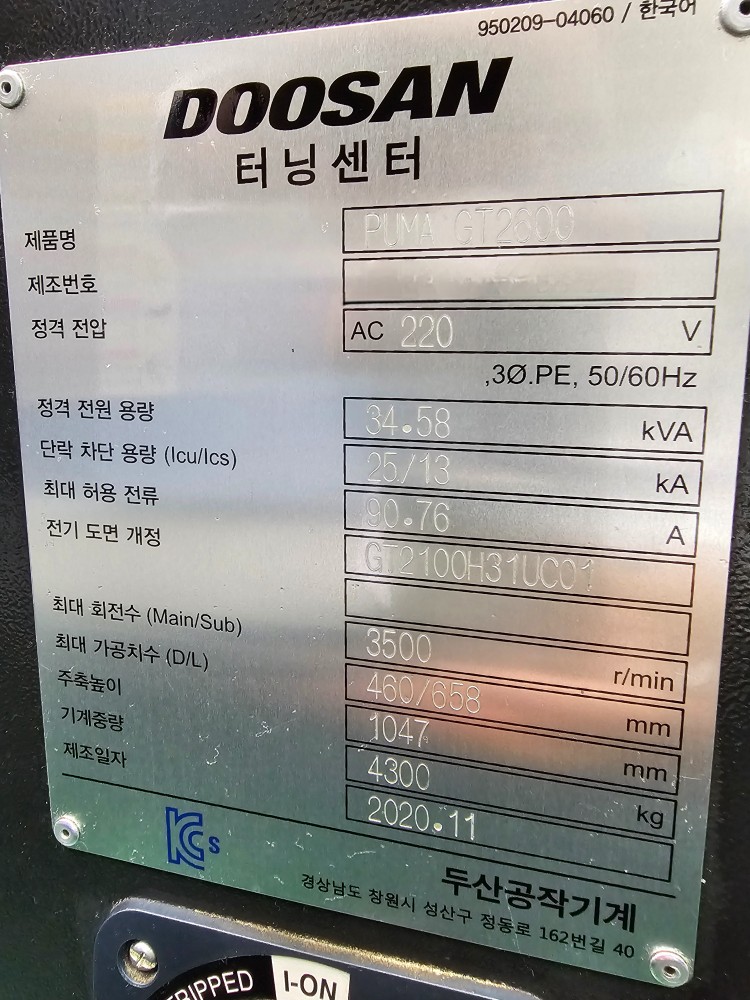 950209-04060 / 한국어
DOOSAN
터닝센터
제품명 PUMA GT2600
제조번호
정격 전압 AC 220 V
,3Ø.PE, 50/60Hz
정격 전원 용량 34.58 kVA
단락 차단 용량 (Icu/Ics) 25/13 kA
최대 허용 전류 90.76 A
전기 도면 개정 GT2100H31UC01
최대 회전수 (Main/Sub) 3500 r/min
최대 가공치수 (D/L) 460/658 mm
주축높이 1047 mm
기계중량 4300 kg
제조일자 2020.11
KCs
두산공작기계
경상남도 창원시 성산구 정동로 162번길 40
I-ON